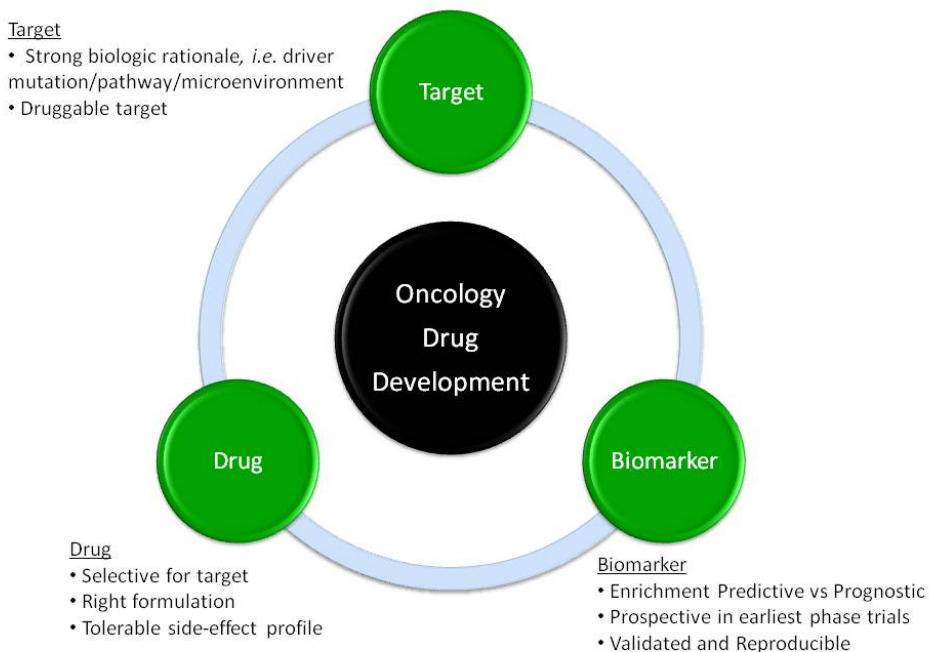 Target
• Strong biologic rationale, i.e. driver
mutation/pathway/microenvironment
• Druggable target
Target
Oncology
Drug
Development
Drug
Biomarker
Drug
• Selective for target
• Right formulation
• Tolerable side-effect profile
Biomarker
• Enrichment Predictive vs Prognostic
• Prospective in earliest phase trials
• Validated and Reproducible